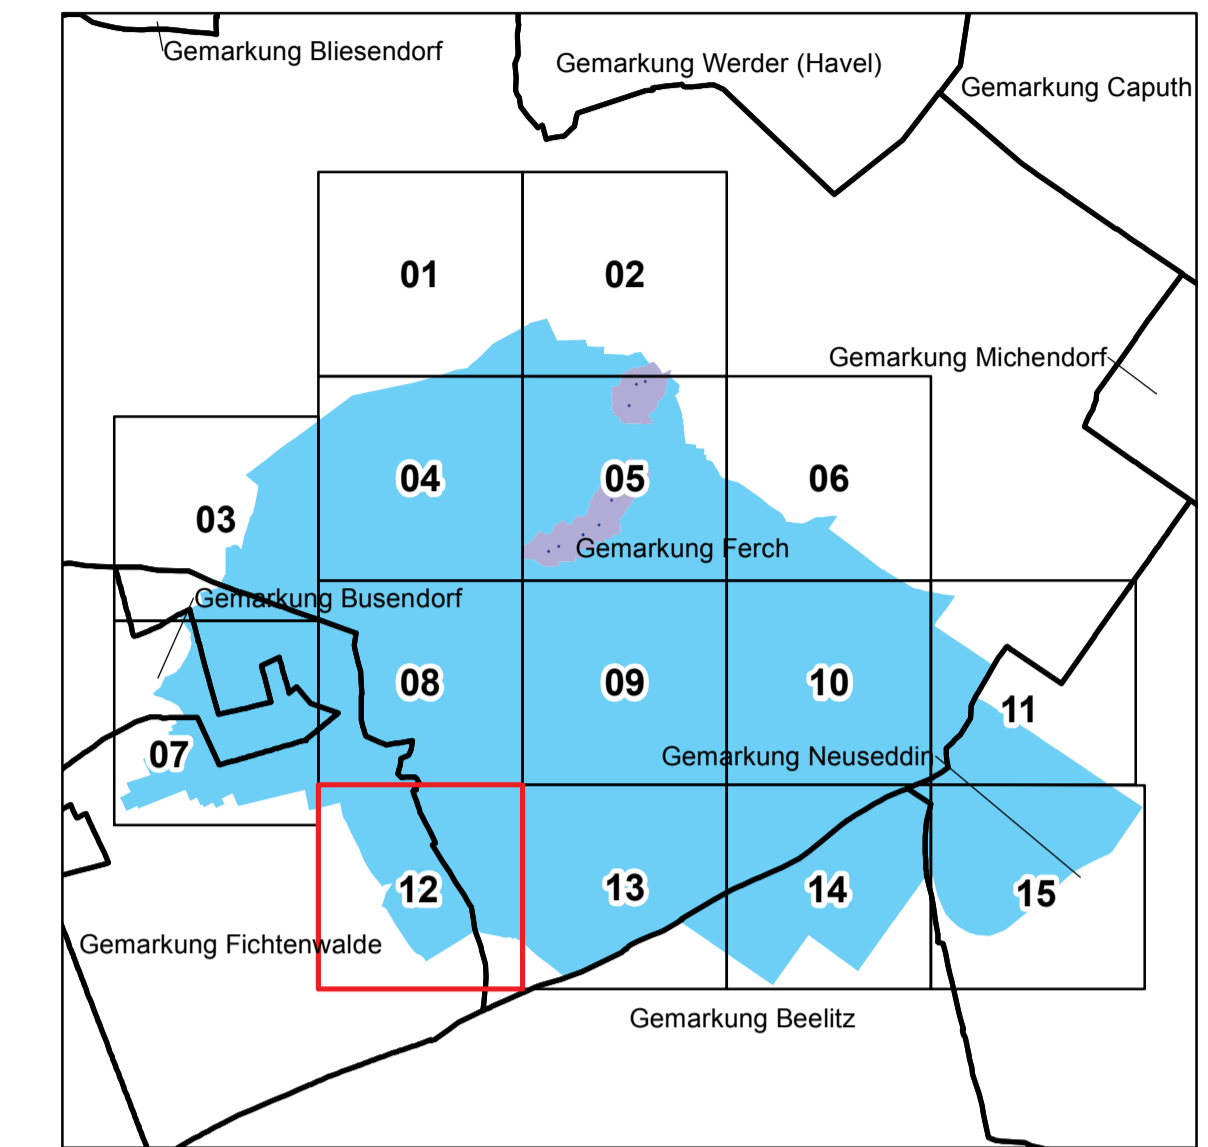 Gemarkung Bliesendorf
Gemarkung Werder (Havel)
Gemarkung Caputh
01
02
Gemarkung Michendorf
04
05
06
03
Gemarkung Ferch
Gemarkung Busendorf
08
09
10
11
07
Gemarkung Neuseddin
12
13
14
15
Gemarkung Fichtenwalde
Gemarkung Beelitz